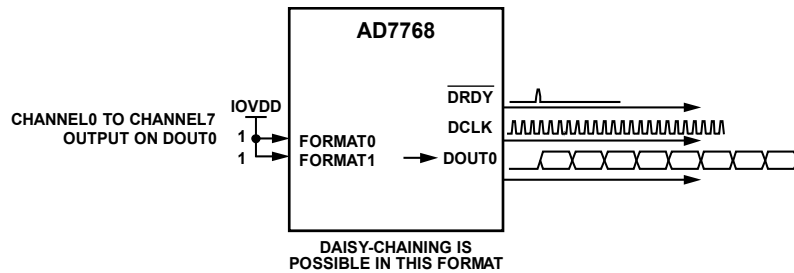 AD7768
CHANNEL0 TO CHANNEL7
OUTPUT ON DOUT0
IOVDD
1
1
FORMAT0
FORMAT1
DRDY
DCLK
DOUT0
DAISY-CHAINING IS
POSSIBLE IN THIS FORMAT